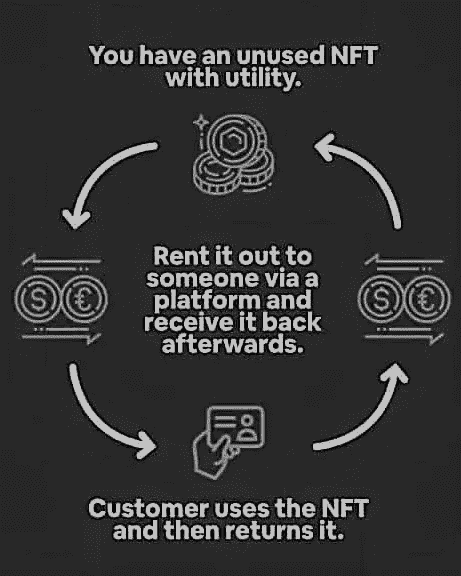 You have an unused NFT
with utility.
Rent it out to
someone via a
platform and
receive it back
afterwards.
Customer uses the NFT
and then returns it.